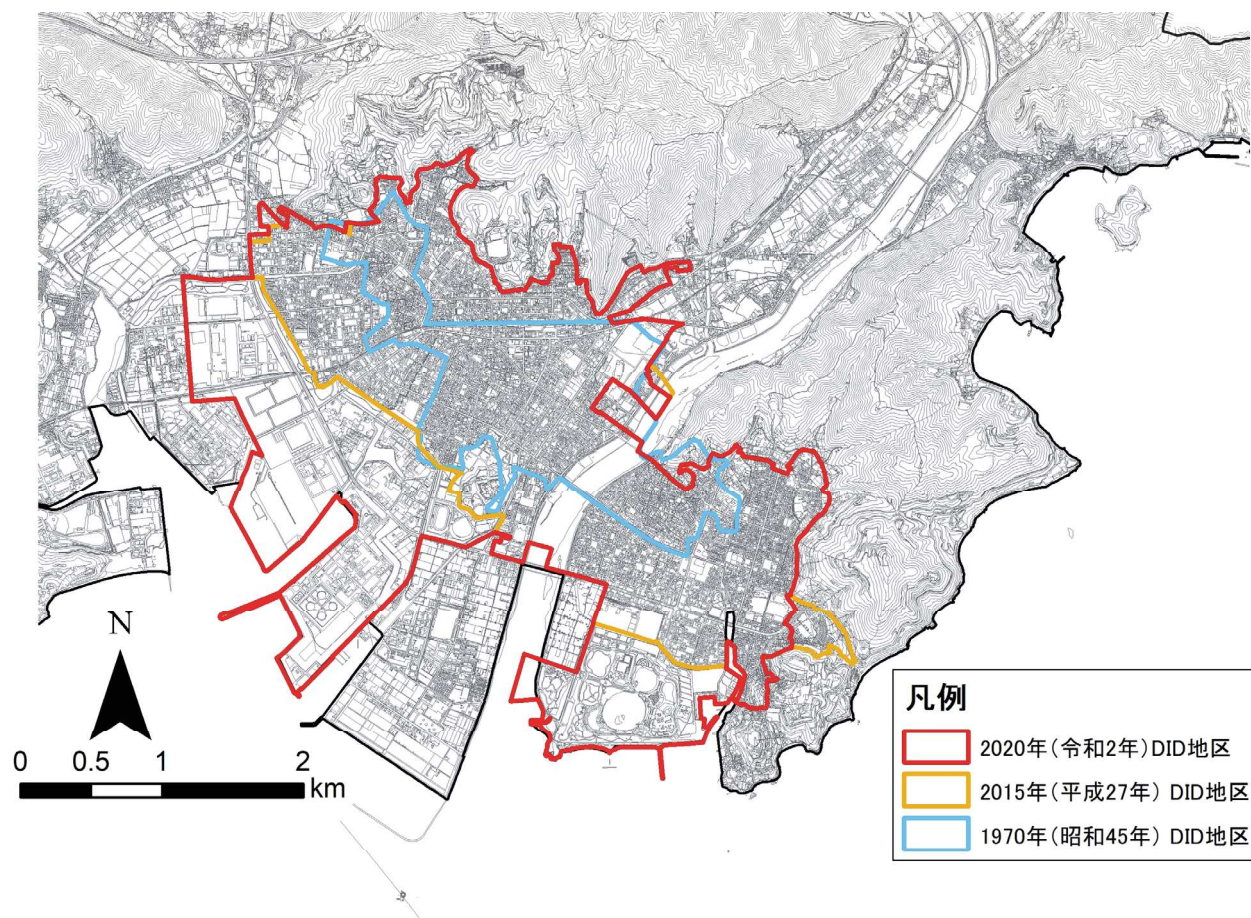 N
0 0.5 1 2
km
凡例
2020年(令和2年)DID地区
2015年(平成27年) DID地区
1970年(昭和45年) DID地区